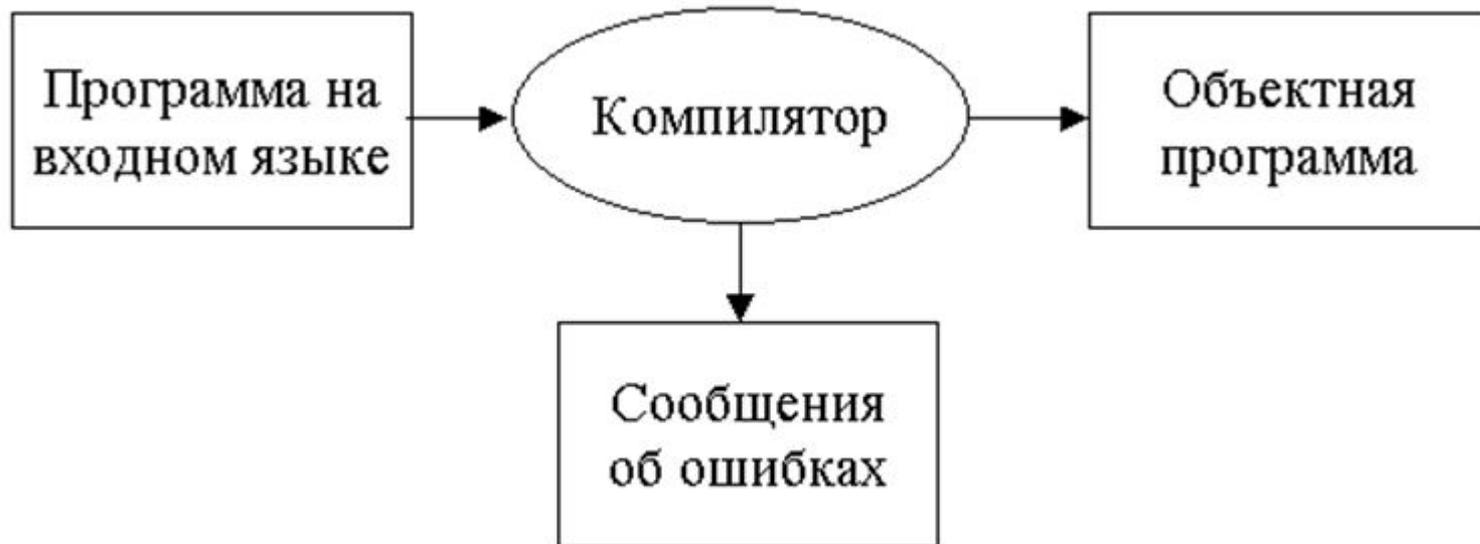 Программа на
входном языке
Компилятор
Объектная
программа
Сообщения
об ошибках